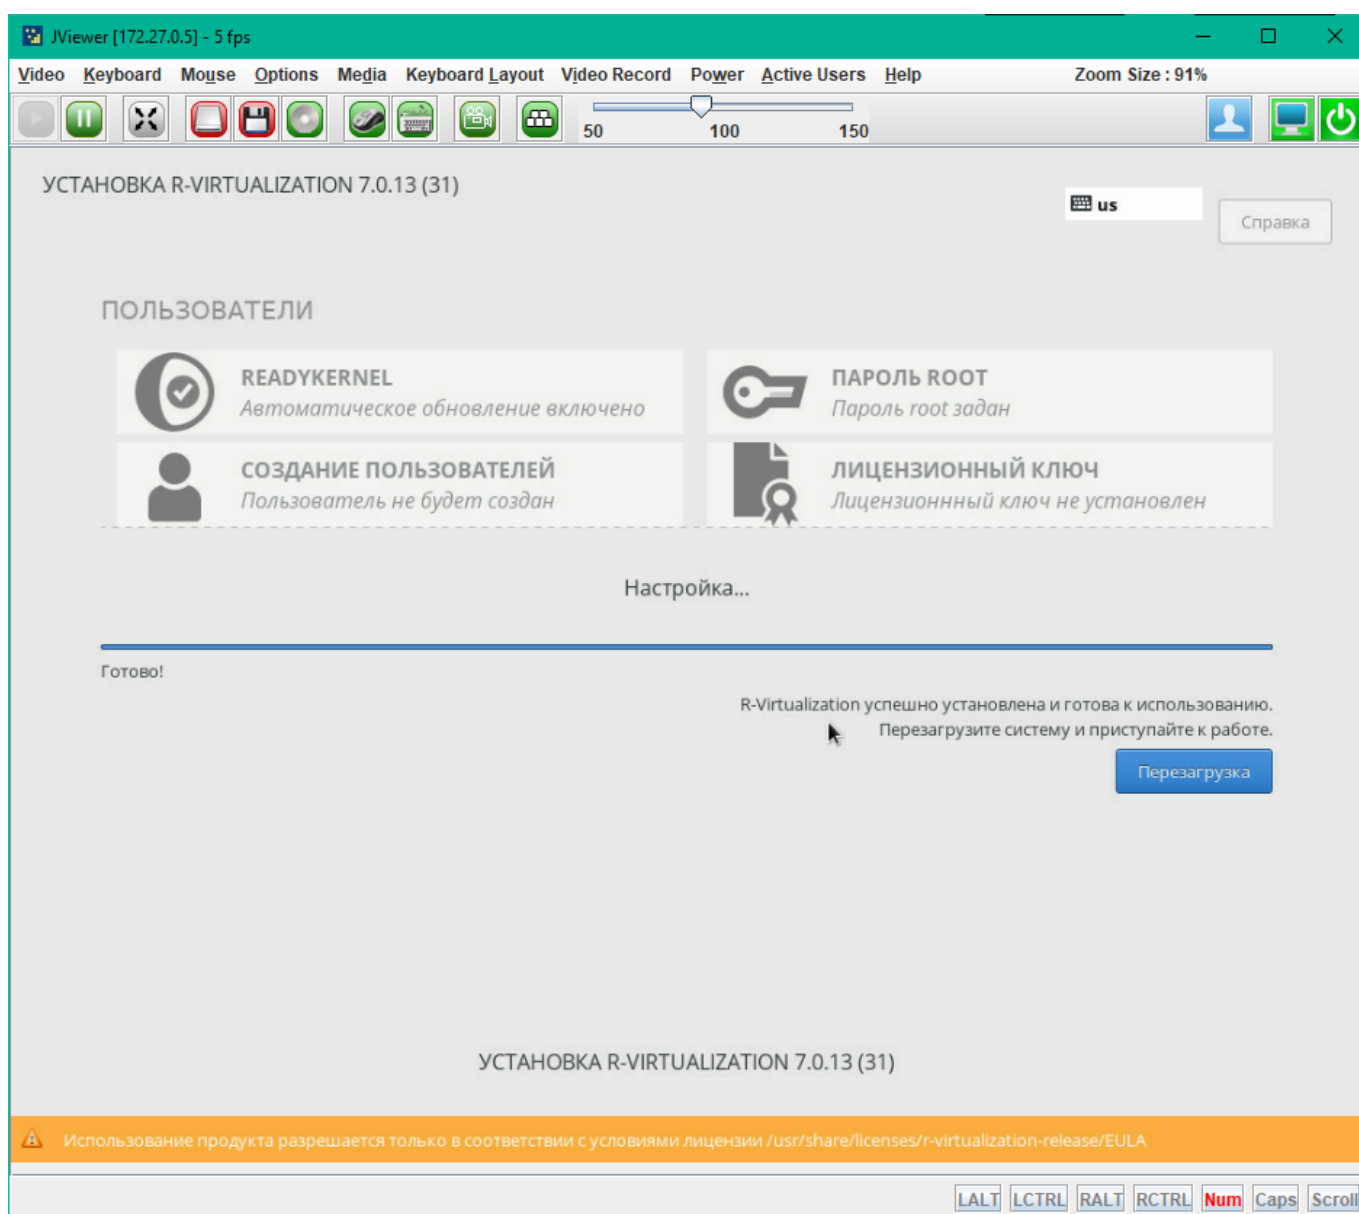 JViewer [172.27.0.5] - 5 fps
Video Keyboard Mouse Options Media Keyboard Layout Video Record Power Active Users Help Zoom Size : 91%
50 100 150
УСТАНОВКА R-VIRTUALIZATION 7.0.13 (31)
us
Справка
ПОЛЬЗОВАТЕЛИ
READYKERNEL
Автоматическое обновление включено
ПАРОЛЬ ROOT
Пароль root задан
СОЗДАНИЕ ПОЛЬЗОВАТЕЛЕЙ
Пользователь не будет создан
ЛИЦЕНЗИОННЫЙ КЛЮЧ
Лицензионнный ключ не установлен
Настройка...
Готово!
R-Virtualization успешно установлена и готова к использованию.
Перезагрузите систему и приступайте к работе.
Перезагрузка
УСТАНОВКА R-VIRTUALIZATION 7.0.13 (31)
Использование продукта разрешается только в соответствии с условиями лицензии /usr/share/licenses/r-virtualization-release/EULA
LALT LCTRL RALT RCTRL Num Caps Scroll